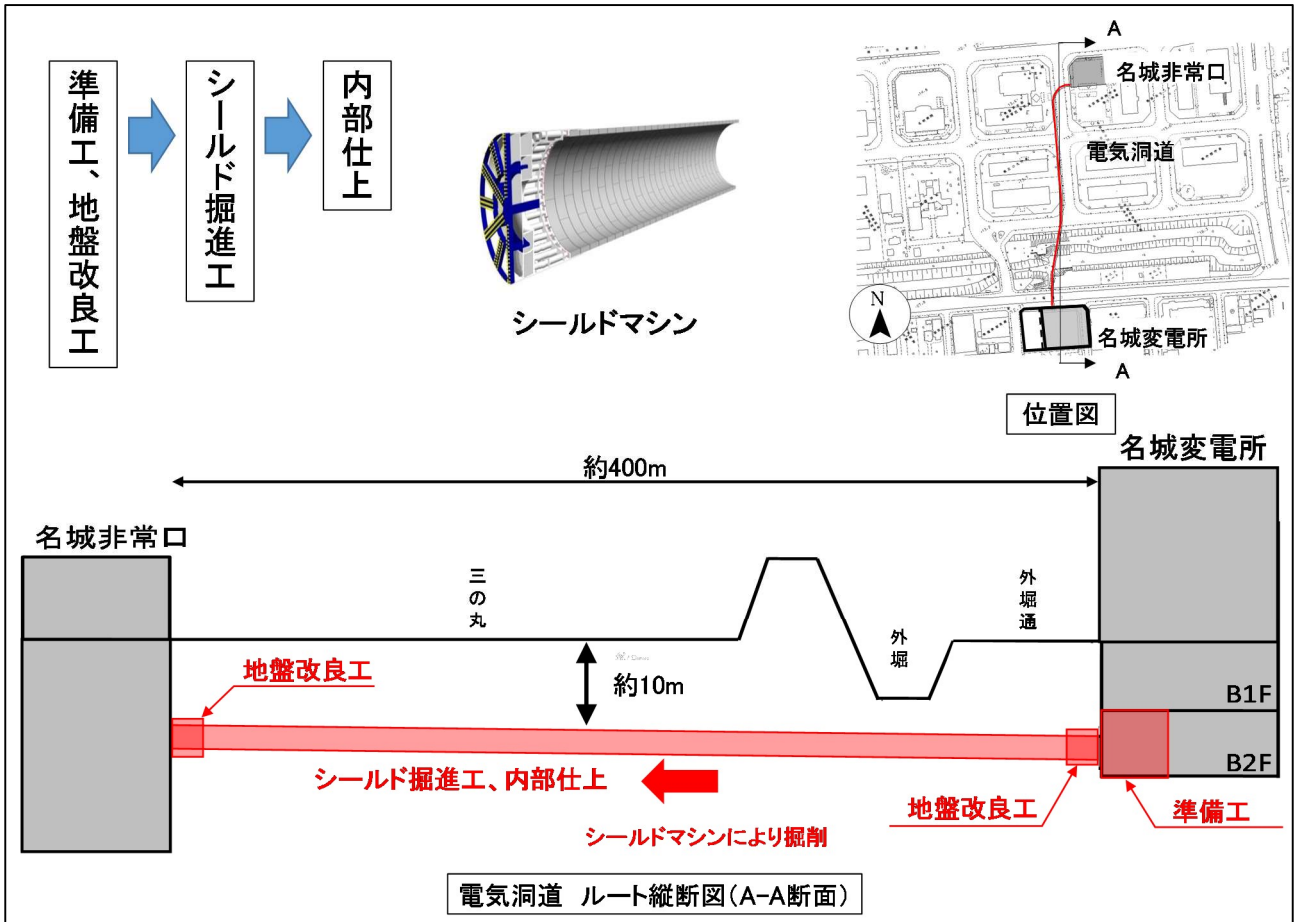 準備工、地盤改良工
シールド掘進工
内部仕上
シールドマシン
A
名城非常口
電気洞道
N
名城変電所
A
位置図
名城変電所
約400m
名城非常口
三の丸
外堀
外堀通
地盤改良工
約10m
B1F
B2F
シールド掘進工、内部仕上
地盤改良工
準備工
シールドマシンにより掘削
電気洞道 ルート縦断図(A-A断面)